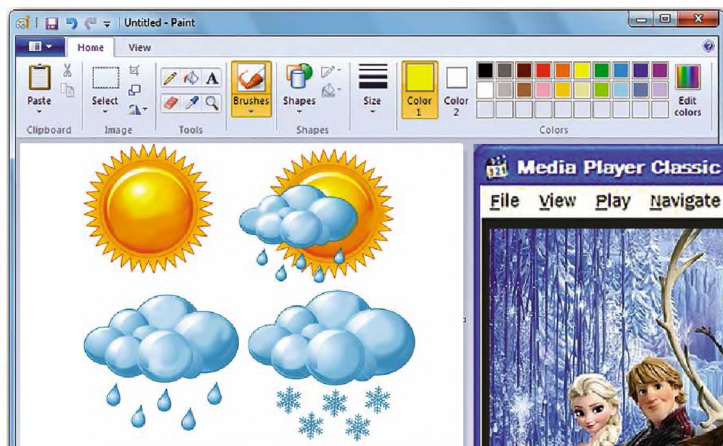 Untitled - Paint
Home View
Paste Select Brushes Shapes Size Color 1 Color 2 Edit colors
A
Clipboard Image Tools Shapes Colors
Media Player Classic
File View Play Navigate